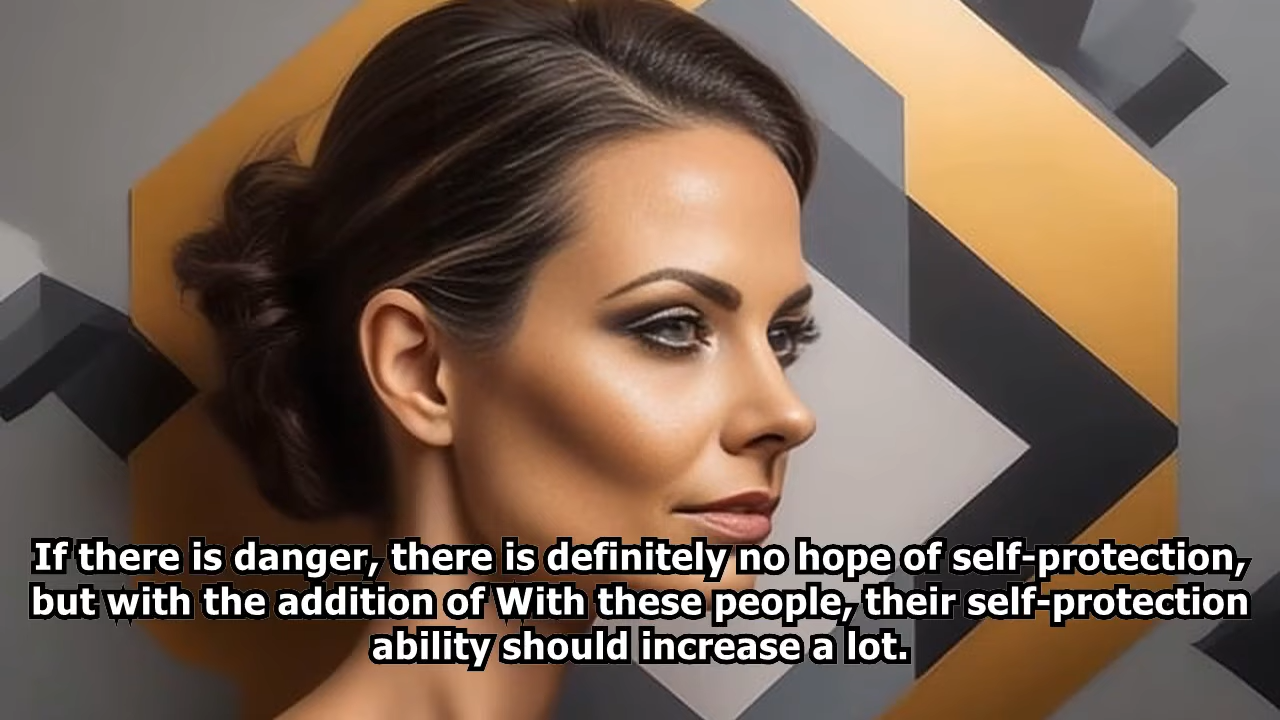 If there is danger, there is definitely no hope of self-protection,
but with the addition of With these people, their self-protection
ability should increase a lot.